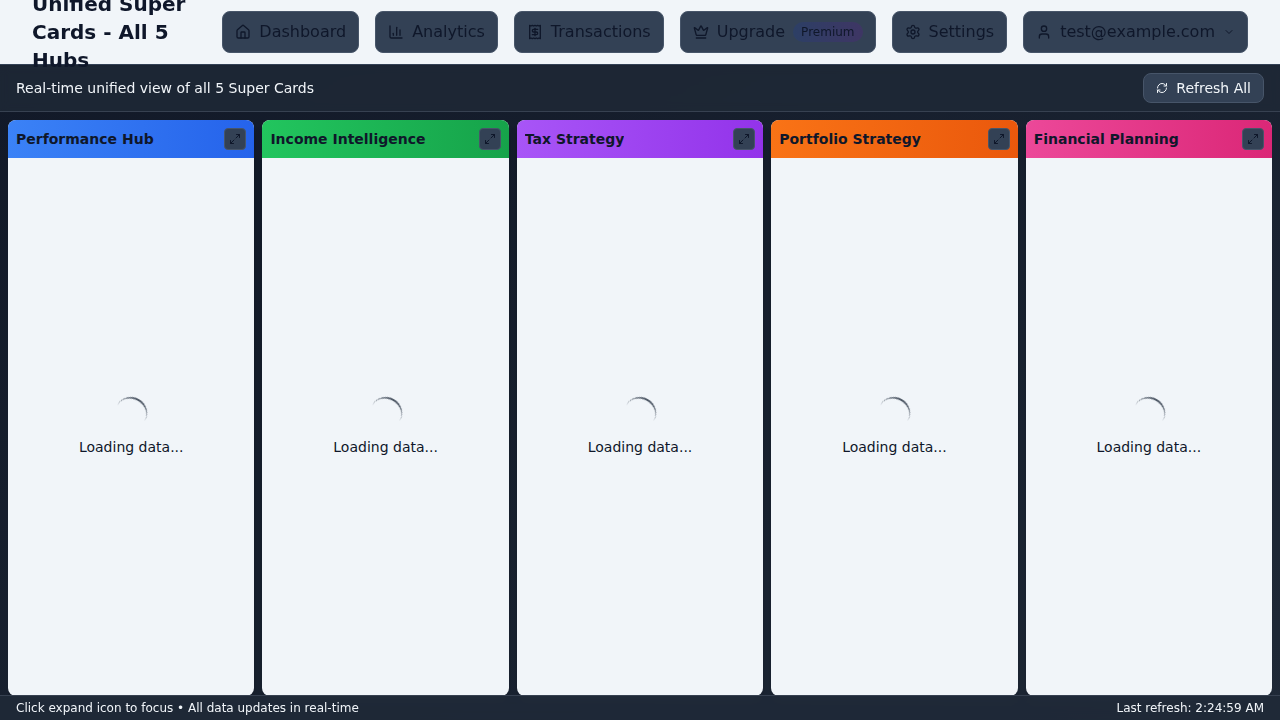 Unified Super
Cards - All 5
Hubs
Dashboard
Analytics
Transactions
Upgrade Premium
Settings
test@example.com
Real-time unified view of all 5 Super Cards
Refresh All
Performance Hub
Income Intelligence
Tax Strategy
Portfolio Strategy
Financial Planning
Loading data...
Loading data...
Loading data...
Loading data...
Loading data...
Click expand icon to focus • All data updates in real-time
Last refresh: 2:24:59 AM